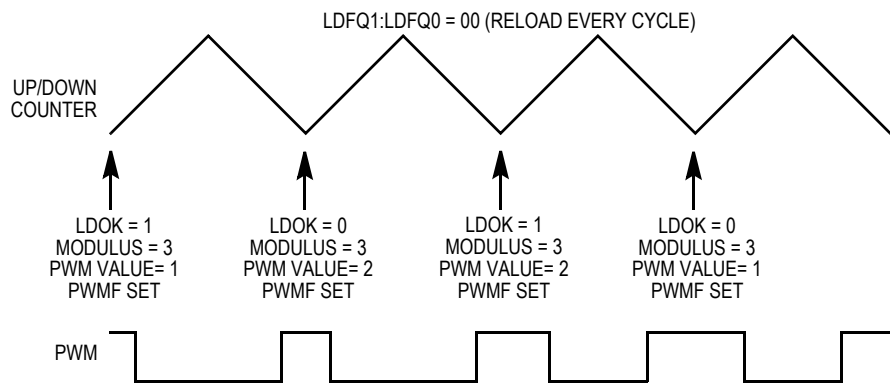 LDFQ1:LDFQ0 = 00 (RELOAD EVERY CYCLE)
UP/DOWN
COUNTER
LDOK = 1
MODULUS = 3
PWM VALUE= 1
PWMF SET
LDOK = 0
MODULUS = 3
PWM VALUE= 2
PWMF SET
LDOK = 1
MODULUS = 3
PWM VALUE= 2
PWMF SET
LDOK = 0
MODULUS = 3
PWM VALUE= 1
PWMF SET
PWM